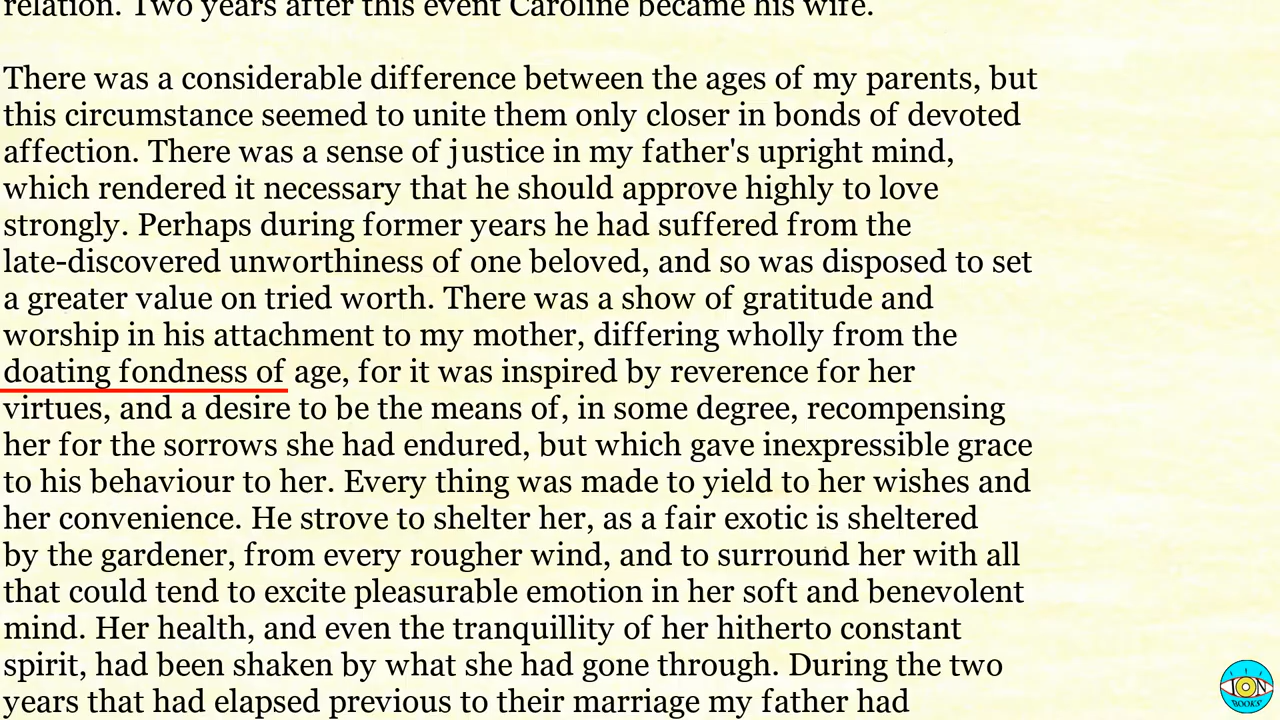 relation. Two years after this event Caroline became his wife.
There was a considerable difference between the ages of my parents, but
this circumstance seemed to unite them only closer in bonds of devoted
affection. There was a sense of justice in my father's upright mind,
which rendered it necessary that he should approve highly to love
strongly. Perhaps during former years he had suffered from the
late-discovered unworthiness of one beloved, and so was disposed to set
a greater value on tried worth. There was a show of gratitude and
worship in his attachment to my mother, differing wholly from the
doating fondness of age, for it was inspired by reverence for her
virtues, and a desire to be the means of, in some degree, recompensing
her for the sorrows she had endured, but which gave inexpressible grace
to his behaviour to her. Every thing was made to yield to her wishes and
her convenience. He strove to shelter her, as a fair exotic is sheltered
by the gardener, from every rougher wind, and to surround her with all
that could tend to excite pleasurable emotion in her soft and benevolent
mind. Her health, and even the tranquillity of her hitherto constant
spirit, had been shaken by what she had gone through. During the two
years that had elapsed previous to their marriage my father had
ION
BOOKS